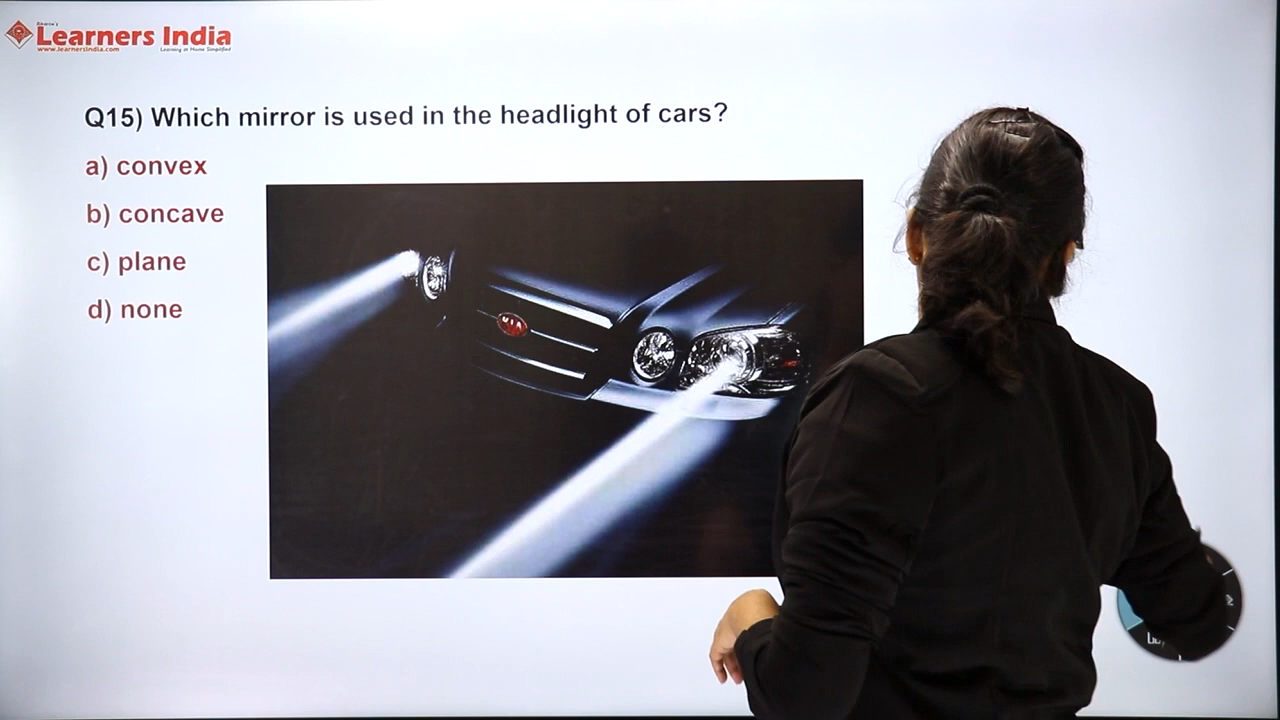 Learners India
www.learnersindia.com
Learning at Home Simplified
Q15) Which mirror is used in the headlight of cars?
a) convex
b) concave
c) plane
d) none